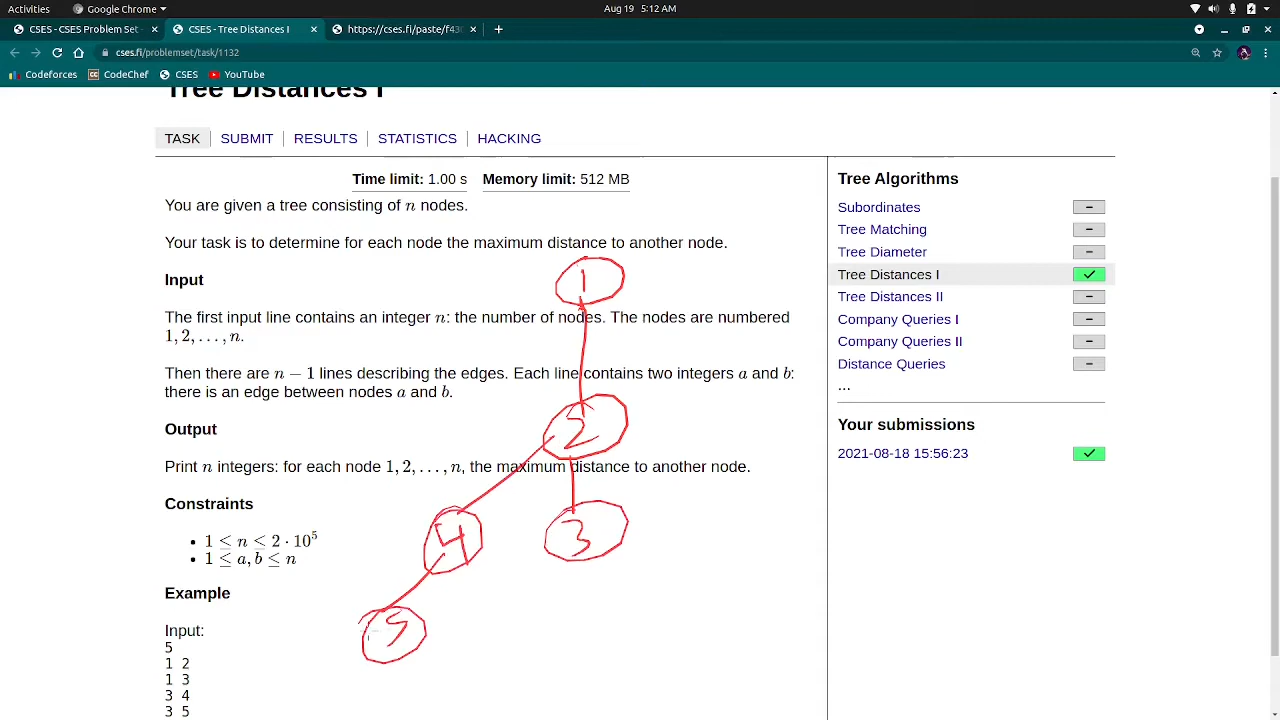 Activities
Google Chrome
Aug 19 5:12 AM
CSES - CSES Problem Set -
CSES - Tree Distances I
https://cses.fi/paste/f43
cses.fi/problemset/task/1132
Codeforces
CodeChef
CSES
YouTube
Tree Distances I
TASK
SUBMIT
RESULTS
STATISTICS
HACKING
Time limit: 1.00 s
Memory limit: 512 MB
You are given a tree consisting of n nodes.
Your task is to determine for each node the maximum distance to another node.
Input
The first input line contains an integer n: the number of nodes. The nodes are numbered
1, 2, . . . , n.
Then there are n − 1 lines describing the edges. Each line contains two integers a and b:
there is an edge between nodes a and b.
Output
Print n integers: for each node 1, 2, . . . , n, the maximum distance to another node.
Constraints
• 1 ≤ n ≤ 2 · 10⁵
• 1 ≤ a, b ≤ n
Example
Input:
5
1 2
1 3
3 4
3 5
1
2
4
3
5
Tree Algorithms
Subordinates
Tree Matching
Tree Diameter
Tree Distances I
Tree Distances II
Company Queries I
Company Queries II
Distance Queries
...
Your submissions
2021-08-18 15:56:23